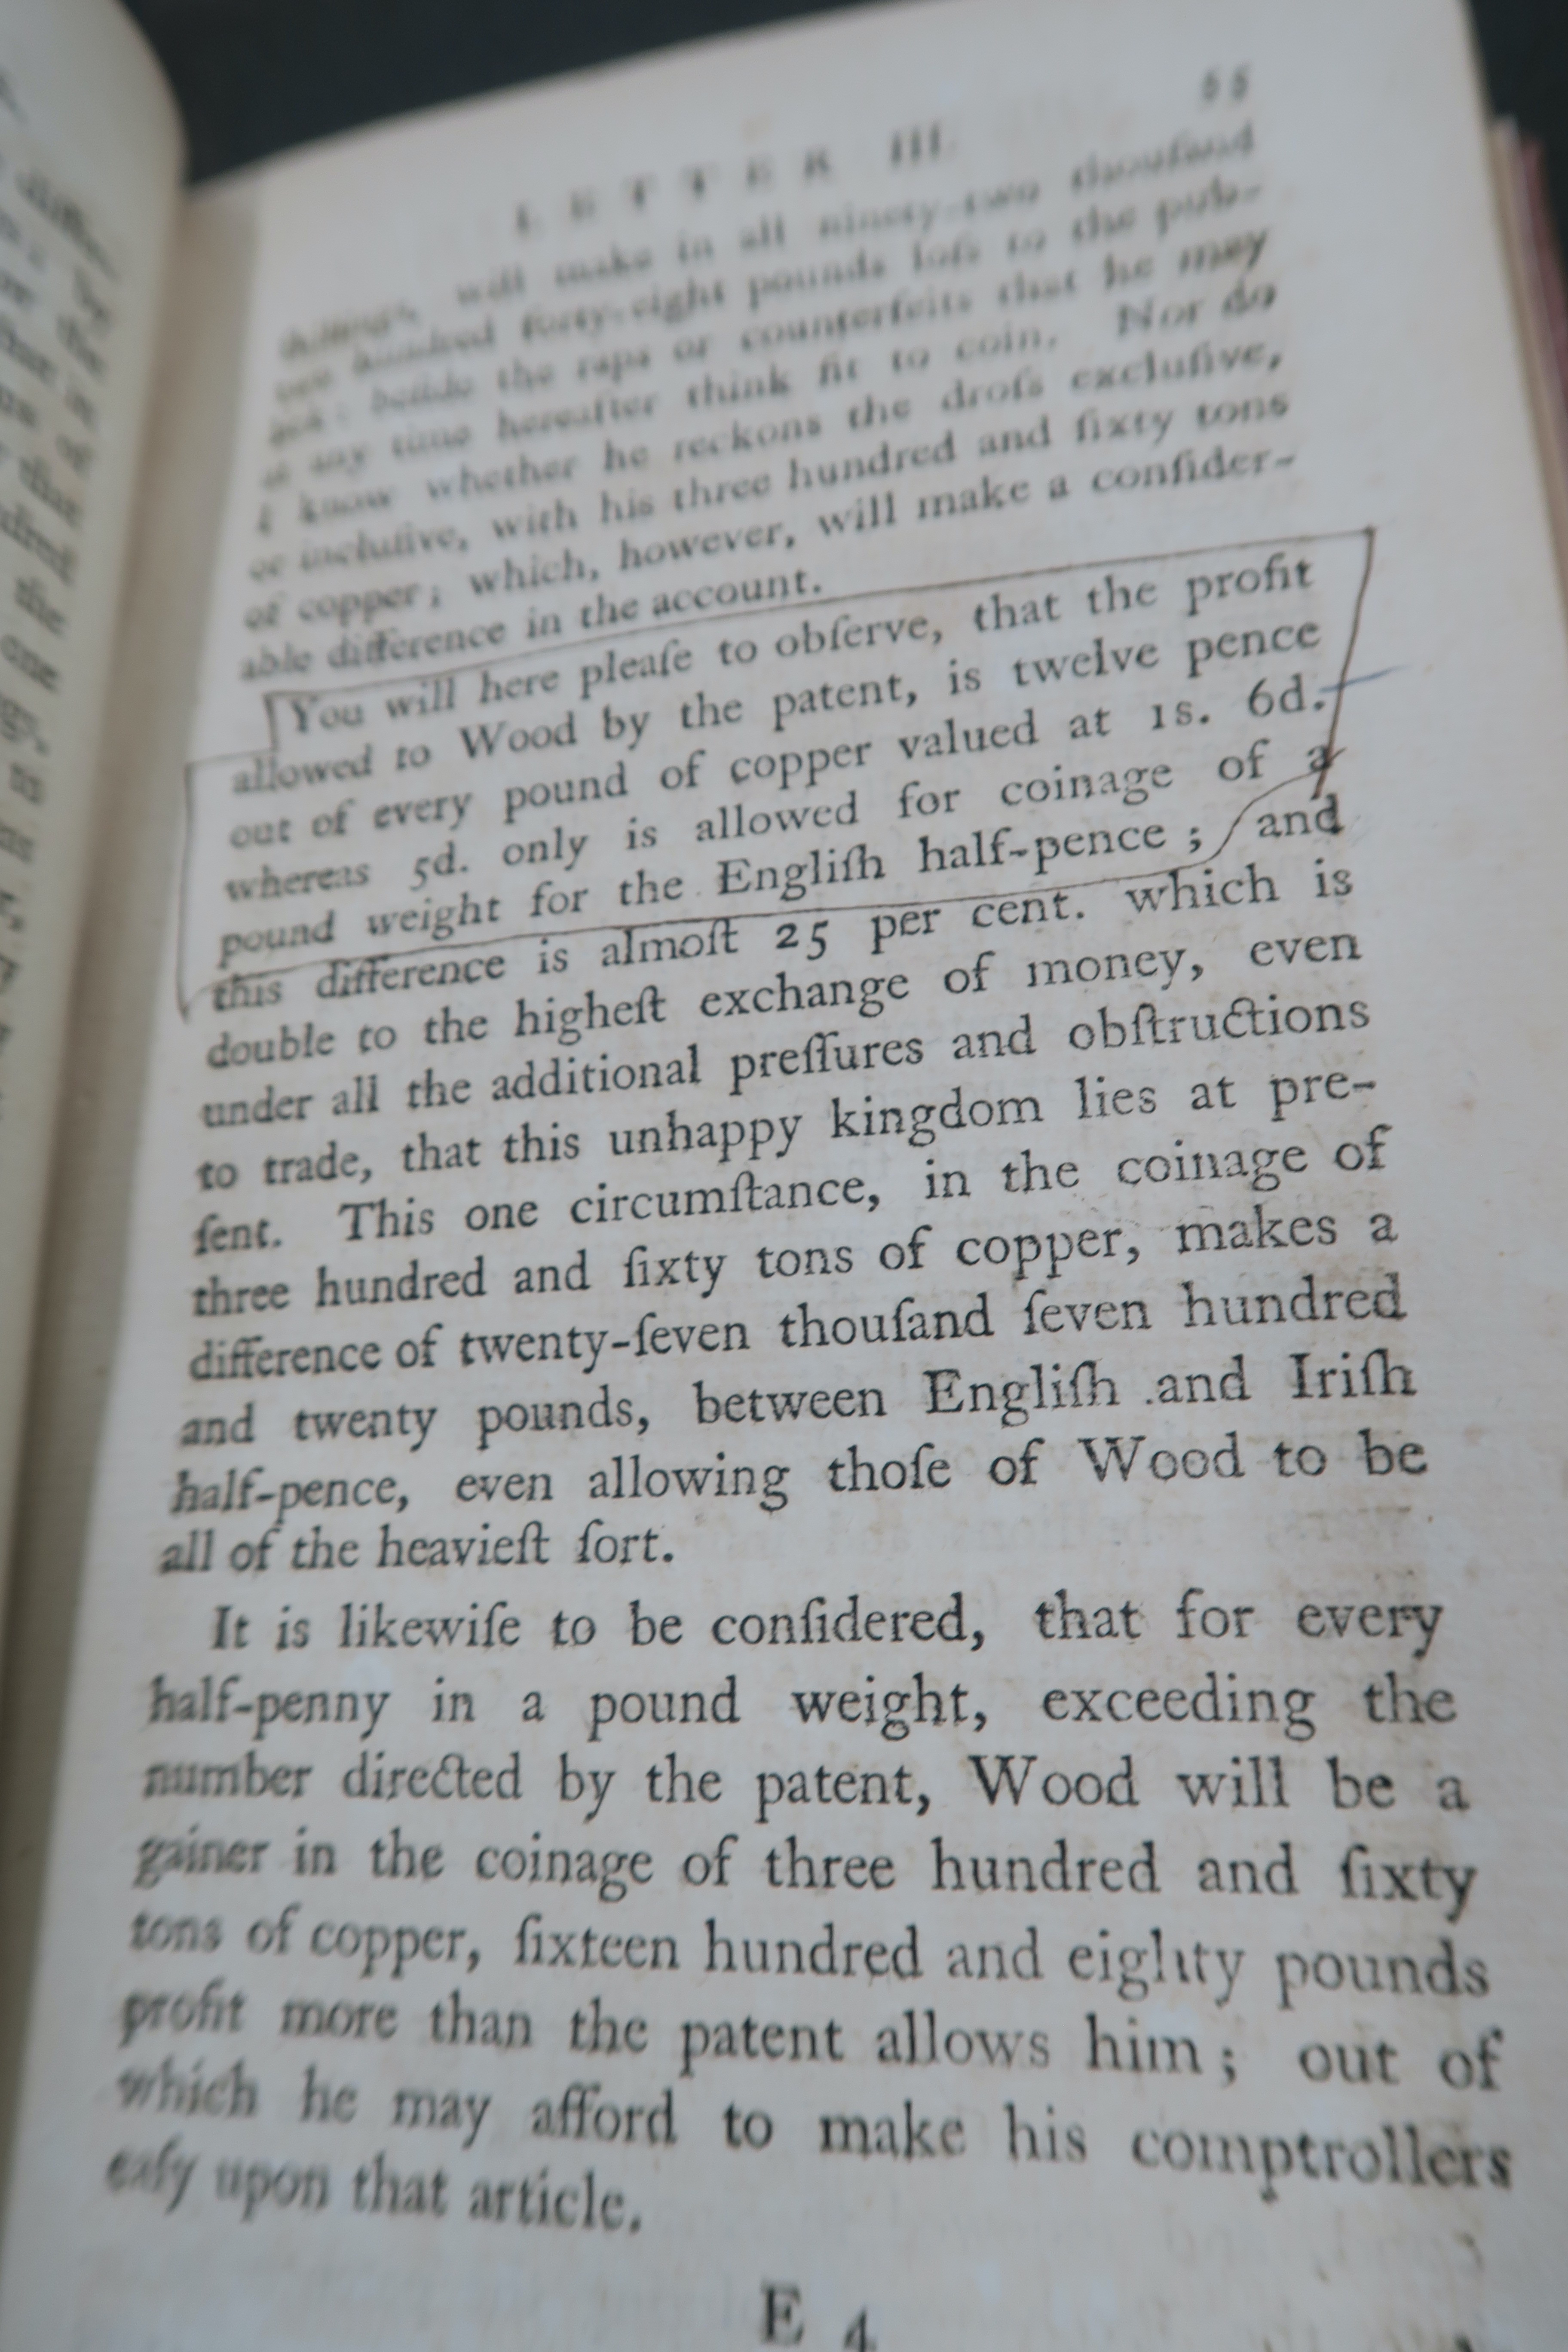 55
LETTER III.
shillings, will make in all ninety-two thouſand
hundred forty-eight pounds loſs to the pub-
beſide the raps or counterfeits that he may
at any time hereafter think fit to coin. Nor do
I know whether he reckons the droſs excluſive,
or incluſive, with his three hundred and ſixty tons
of copper; which, however, will make a conſider-
able difference in the account.
You will here pleaſe to obſerve, that the profit
allowed to Wood by the patent, is twelve pence
out of every pound of copper valued at 1s. 6d.
whereas 5d. only is allowed for coinage of a
pound weight for the Engliſh half-pence; and
this difference is almoſt 25 per cent. which is
double to the higheſt exchange of money, even
under all the additional preſſures and obſtructions
to trade, that this unhappy kingdom lies at pre-
ſent. This one circumſtance, in the coinage of
three hundred and ſixty tons of copper, makes a
difference of twenty-ſeven thouſand ſeven hundred
and twenty pounds, between Engliſh and Iriſh
half-pence, even allowing thoſe of Wood to be
all of the heavieſt ſort.
It is likewiſe to be conſidered, that for every
half-penny in a pound weight, exceeding the
number directed by the patent, Wood will be a
gainer in the coinage of three hundred and ſixty
tons of copper, ſixteen hundred and eighty pounds
profit more than the patent allows him; out of
which he may afford to make his comptrollers
eaſy upon that article.
E 4